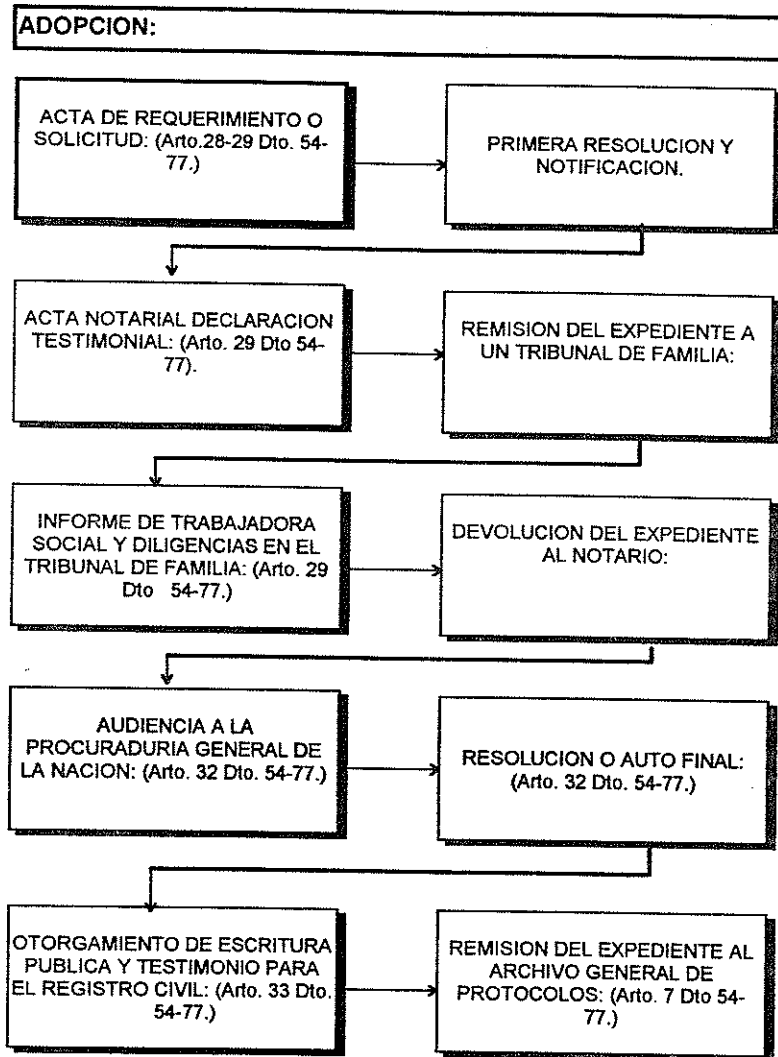 ADOPCION:
ACTA DE REQUERIMIENTO O
SOLICITUD: (Arto.28-29 Dto. 54-
77.)
PRIMERA RESOLUCION Y
NOTIFICACION.
ACTA NOTARIAL DECLARACION
TESTIMONIAL: (Arto. 29 Dto 54-
77).
REMISION DEL EXPEDIENTE A
UN TRIBUNAL DE FAMILIA:
INFORME DE TRABAJADORA
SOCIAL Y DILIGENCIAS EN EL
TRIBUNAL DE FAMILIA: (Arto. 29
Dto 54-77.)
DEVOLUCION DEL EXPEDIENTE
AL NOTARIO:
AUDIENCIA A LA
PROCURADURIA GENERAL DE
LA NACION: (Arto. 32 Dto. 54-77.)
RESOLUCION O AUTO FINAL:
(Arto. 32 Dto. 54-77.)
OTORGAMIENTO DE ESCRITURA
PUBLICA Y TESTIMONIO PARA
EL REGISTRO CIVIL: (Arto. 33 Dto.
54-77.)
REMISION DEL EXPEDIENTE AL
ARCHIVO GENERAL DE
PROTOCOLOS: (Arto. 7 Dto 54-
77.)